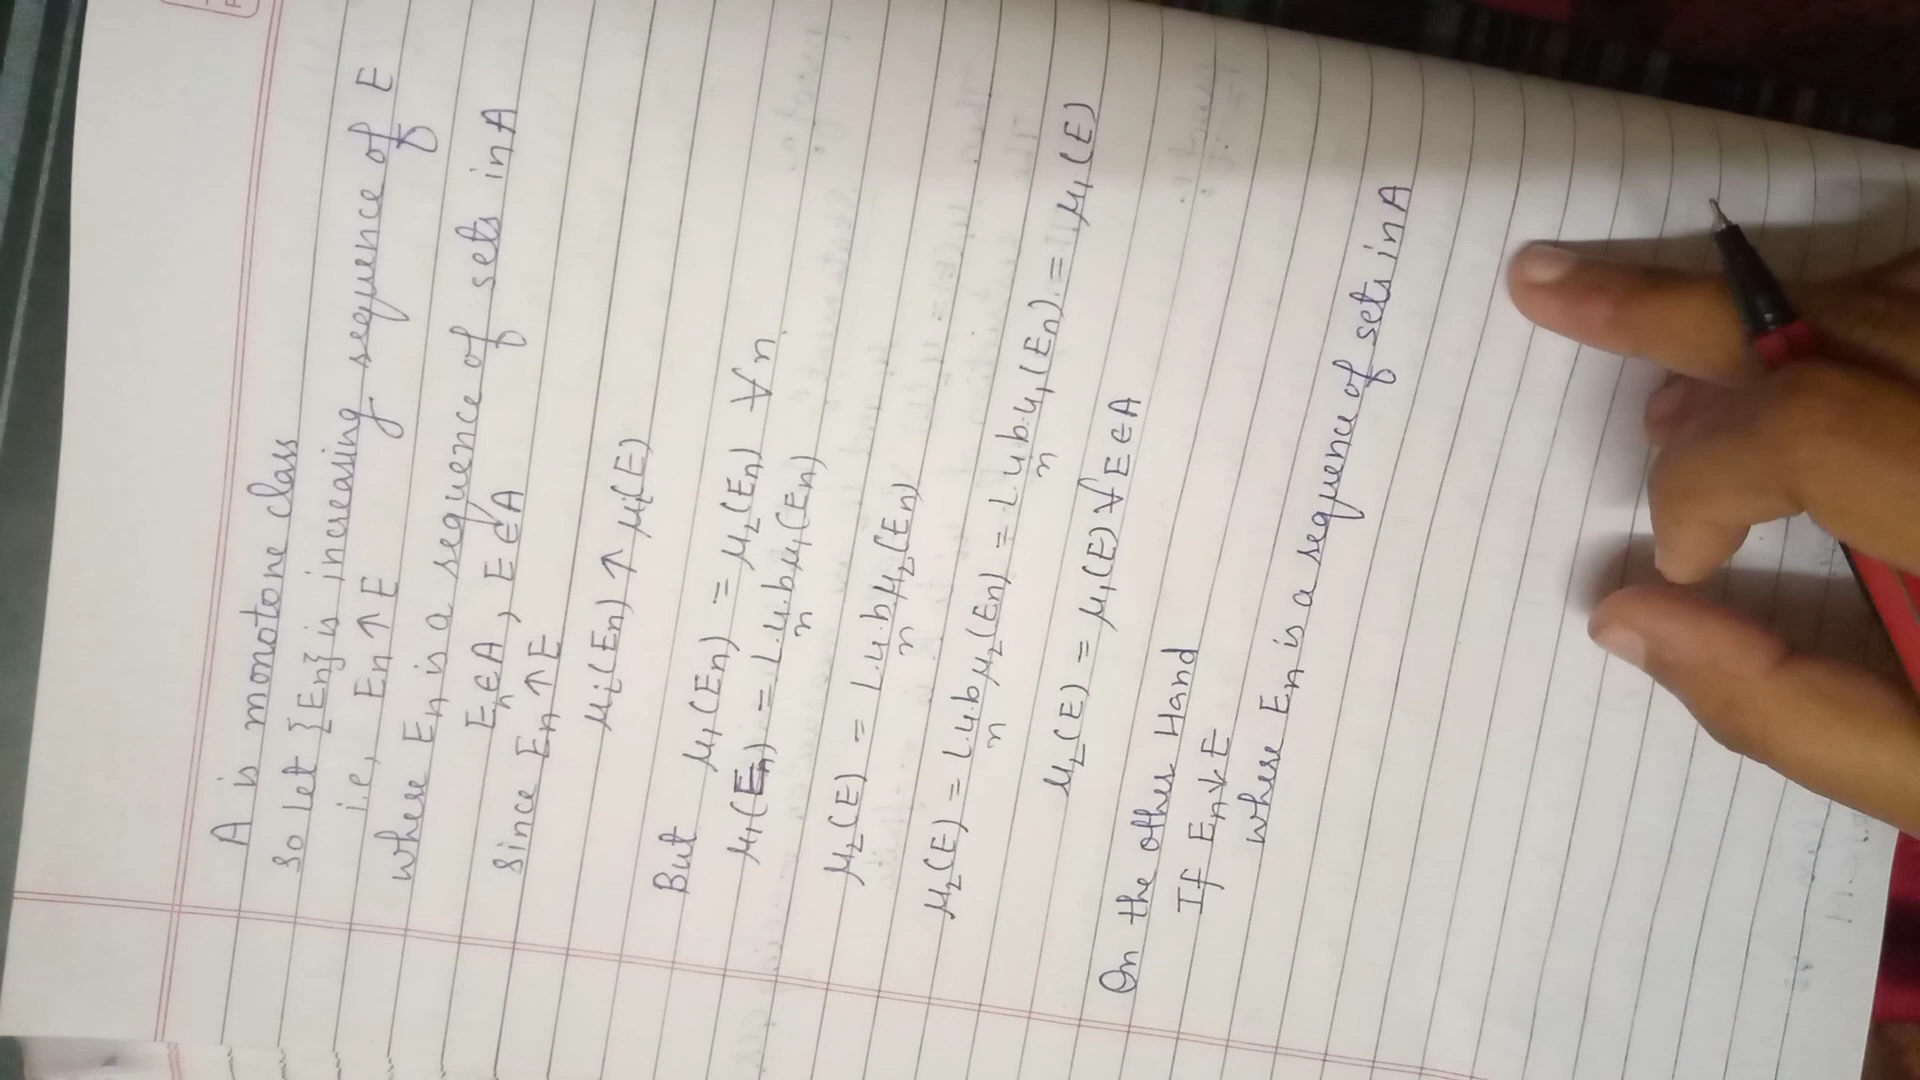 A is monotone class
so let {En} is increasing sequence of E
i.e, En ↑ E
where En is a sequence of sets in A
En ∈ A, E ∈ A
since En ↑ E
μi(En) ↑ μi(E)
But μ1(En) = μ2(En) ∀ n
μ1(En) = l.u.b μ1(En)
n
μ2(E) = l.u.b μ2(En)
n
μ2(E) = l.u.b μ2(En) = l.u.b. μ1(En) = μ1(E)
n n
μ2(E) = μ1(E) ∀ E ∈ A
On the other Hand
If En ↓ E
where En is a sequence of sets in A